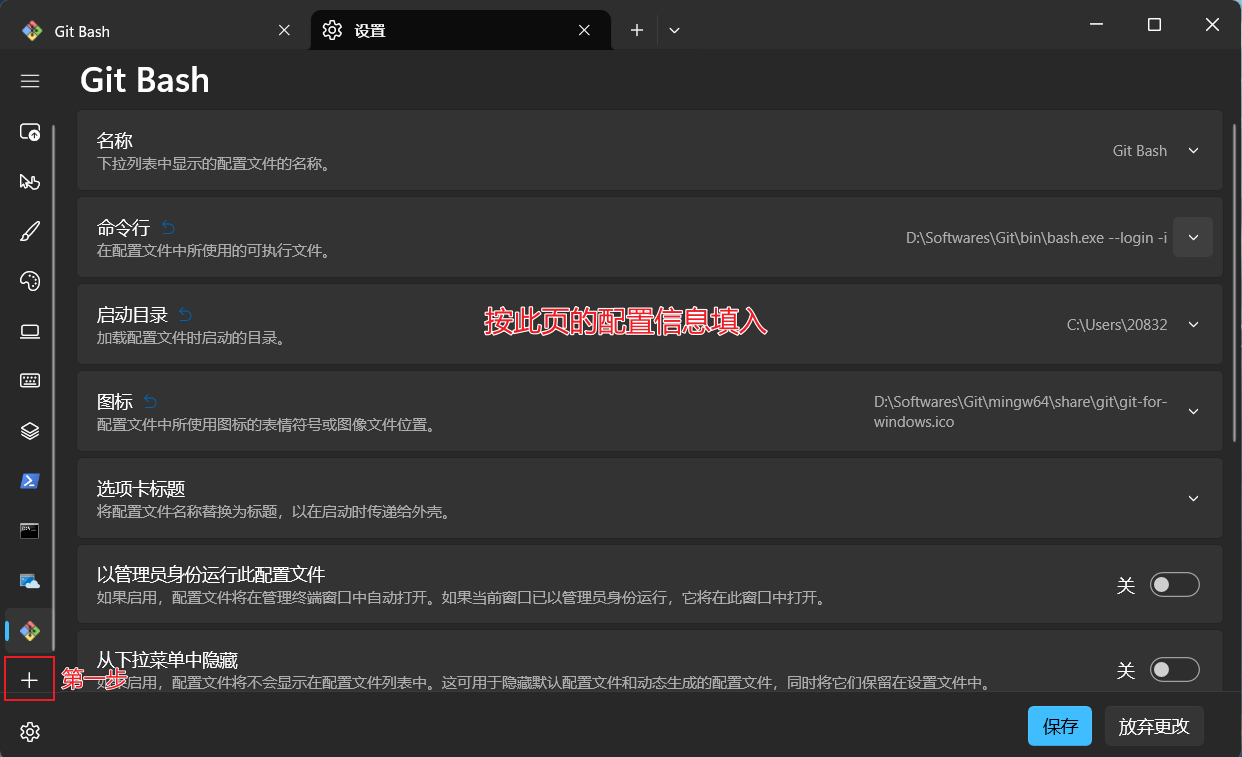 Git Bash
设置
Git Bash
名称
下拉列表中显示的配置文件的名称。
Git Bash
命令行
在配置文件中所使用的可执行文件。
D:\Softwares\Git\bin\bash.exe --login -i
启动目录
加载配置文件时启动的目录。
按此页的配置信息填入
C:\Users\20832
图标
配置文件中所使用图标的表情符号或图像文件位置。
D:\Softwares\Git\mingw64\share\git\git-for-
windows.ico
选项卡标题
将配置文件名称替换为标题，以在启动时传递给外壳。
以管理员身份运行此配置文件
如果启用，配置文件将在管理终端窗口中自动打开。如果当前窗口已以管理员身份运行，它将在此窗口中打开。
关
从下拉菜单中隐藏
如果启用，配置文件将不会显示在配置文件列表中。这可用于隐藏默认配置文件和动态生成的配置文件，同时将它们保留在设置文件中。
关
第一步
保存
放弃更改